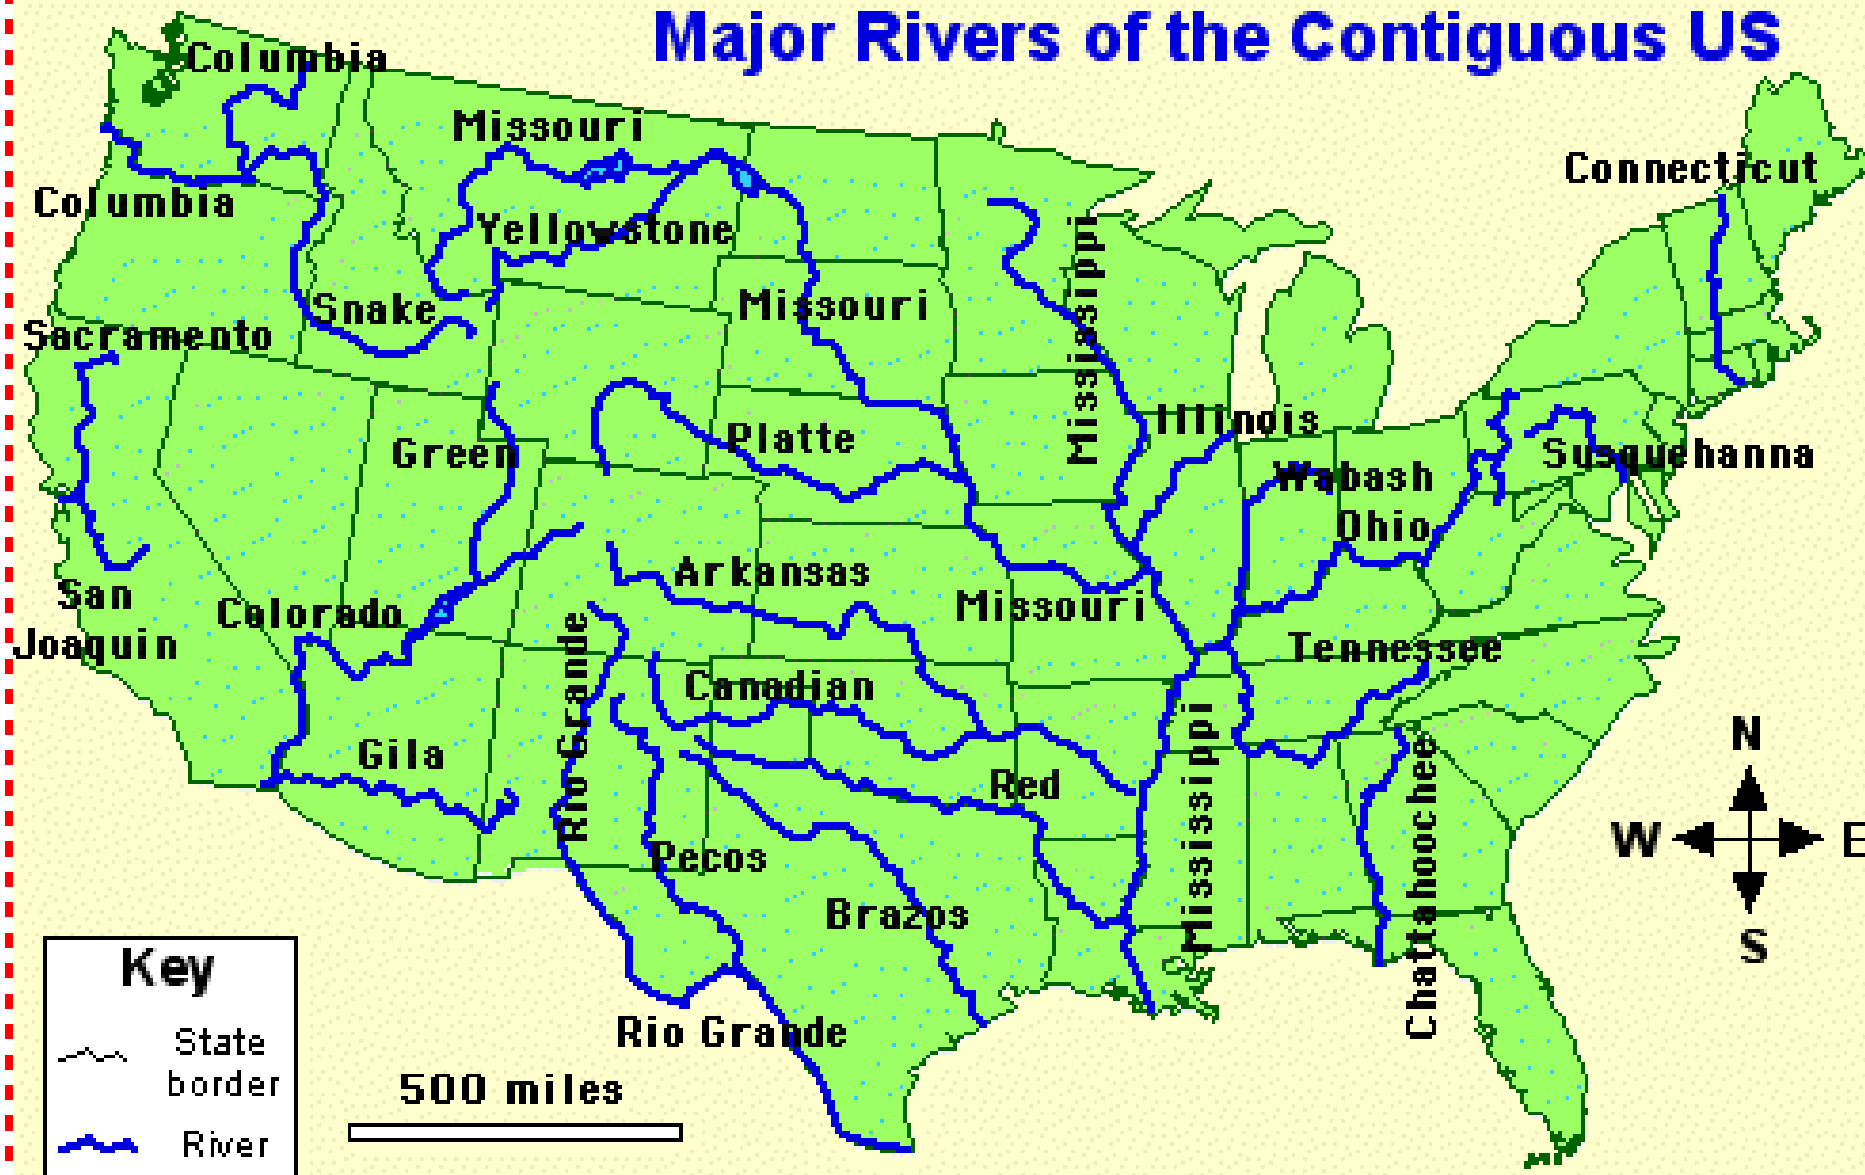 Major Rivers of the Contiguous US
Columbia
Missouri
Connecticut
Columbia
Yellowstone
Snake
Missouri
Mississippi
Sacramento
Green
Platte
Illinois
Wabash
Susquehanna
Ohio
San
Joaquin
Colorado
Arkansas
Missouri
Tennessee
Rio Grande
Canadian
Gila
Red
Mississippi
Chattahoochee
Pecos
Brazos
Rio Grande
N
W
E
S
Key
State
border
River
500 miles